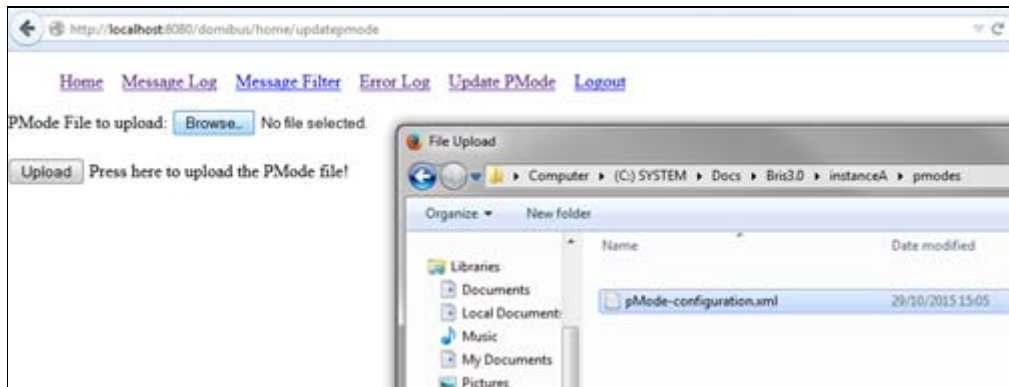 http://localhost:8080/domibus/home/updatepmode
Home Message Log Message Filter Error Log Update PMode Logout
PMode File to upload: Browse.. No file selected.
Upload Press here to upload the PMode file!
File Upload
Computer (C:) SYSTEM Docs Bris3.0 instanceA pmodes
Organize New folder
Name Date modified
Libraries
Documents
Local Documents
Music
My Documents
Pictures
pMode-configuration.xml 29/10/2015 15:05